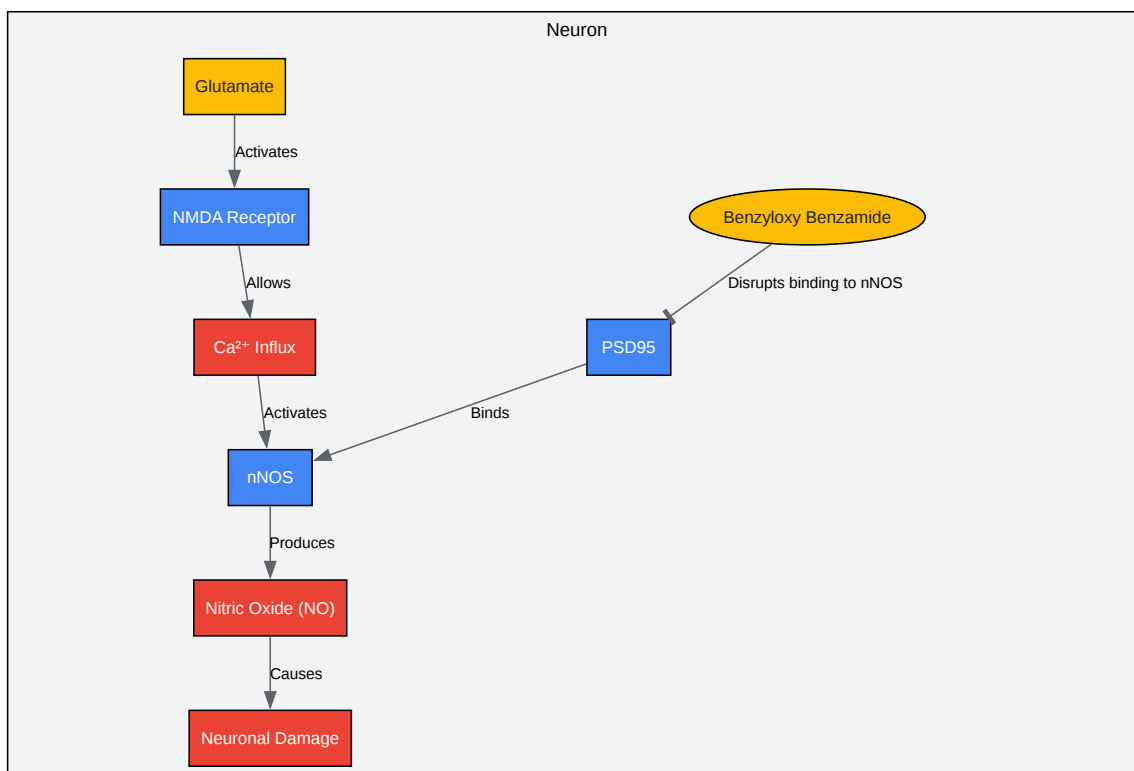 Neuron
Glutamate
Activates
NMDA Receptor
Benzyloxy Benzamide
Allows
Disrupts binding to nNOS
Ca²⁺ Influx
PSD95
Activates
Binds
nNOS
Produces
Nitric Oxide (NO)
Causes
Neuronal Damage